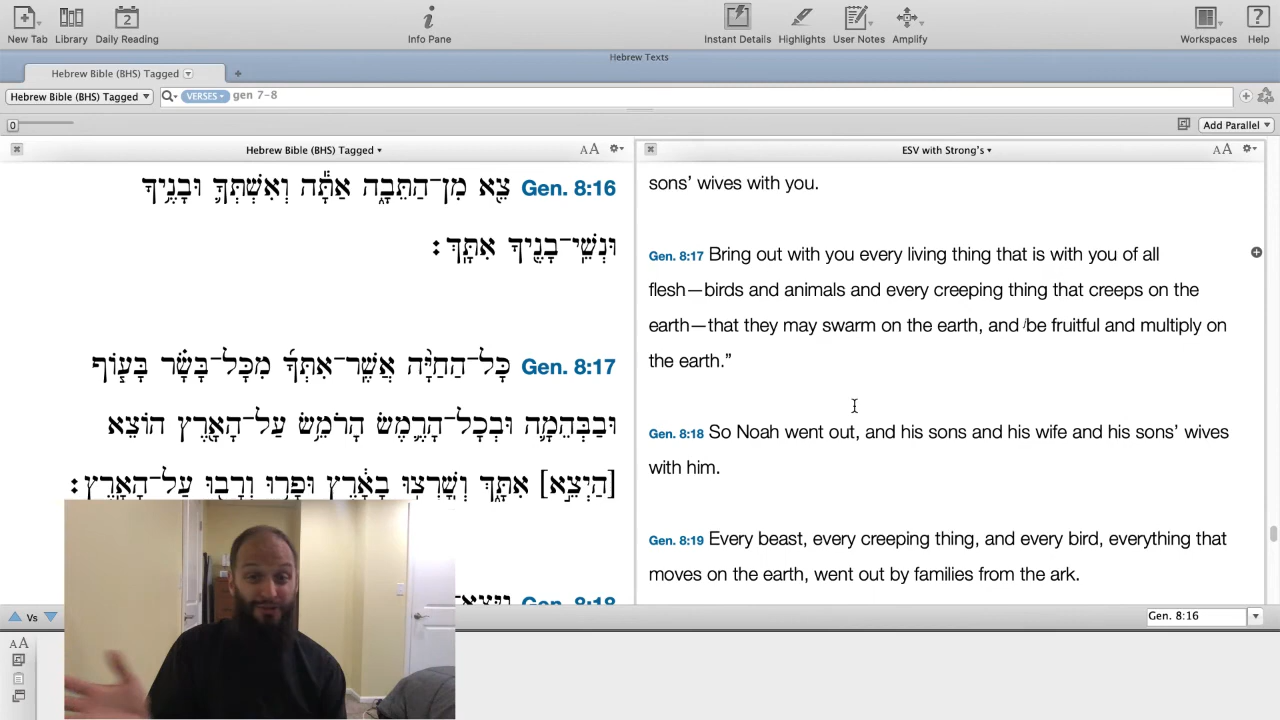 New Tab
Library
2
Daily Reading
i
Info Pane
Instant Details
Highlights
User Notes
Amplify
Workspaces
?
Help
Hebrew Texts
Hebrew Bible (BHS) Tagged
+
Hebrew Bible (BHS) Tagged
VERSES
gen 7-8
0
Add Parallel
Hebrew Bible (BHS) Tagged
AA
ESV with Strong's
AA
Gen. 8:16 צֵ֖א מִן־הַתֵּבָ֑ה אַתָּ֕ה וְאִשְׁתְּךָ֛ וּבָנֶ֥יךָ
וּנְשֵֽׁי־בָנֶ֖יךָ אִתָּֽךְ׃
Gen. 8:17 כָּל־הַחַיָּ֨ה אֲשֶֽׁר־אִתְּךָ֜ מִכָּל־בָּשָׂ֗ר בָּע֧וֹף
וּבַבְּהֵמָ֛ה וּבְכָל־הָרֶ֛מֶשׂ הָרֹמֵ֥שׂ עַל־הָאָ֖רֶץ הוֹצֵא
[הַיְצֵ֣א] אִתָּ֑ךְ וְשָֽׁרְצ֣וּ בָאָ֔רֶץ וּפָר֥וּ וְרָב֖וּ עַל־הָאָֽרֶץ׃
Gen. 8:18
sons' wives with you.
Gen. 8:17 Bring out with you every living thing that is with you of all
flesh—birds and animals and every creeping thing that creeps on the
earth—that they may swarm on the earth, and be fruitful and multiply on
the earth."
Gen. 8:18 So Noah went out, and his sons and his wife and his sons' wives
with him.
Gen. 8:19 Every beast, every creeping thing, and every bird, everything that
moves on the earth, went out by families from the ark.
Vs
Gen. 8:16
AA